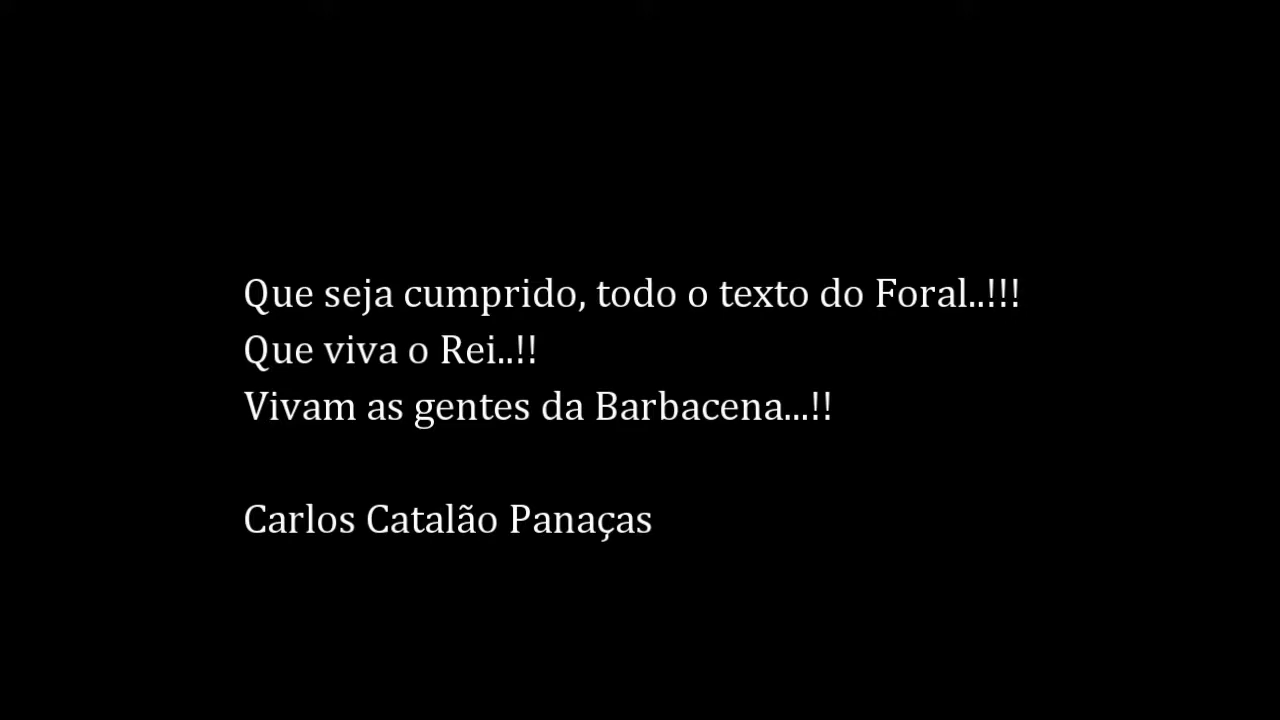 Que seja cumprido, todo o texto do Foral..!!!
Que viva o Rei..!!
Vivam as gentes da Barbacena...!!
Carlos Catalão Panaças